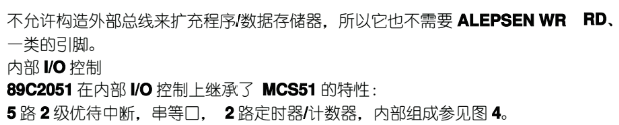 不允许构造外部总线来扩充程序/数据存储器，所以它也不需要 ALEPSEN WR RD、
一类的引脚。
内部 I/O 控制
89C2051 在内部 I/O 控制上继承了 MCS51 的特性：
5 路 2 级优待中断，串等口， 2 路定时器/计数器，内部组成参见图 4。